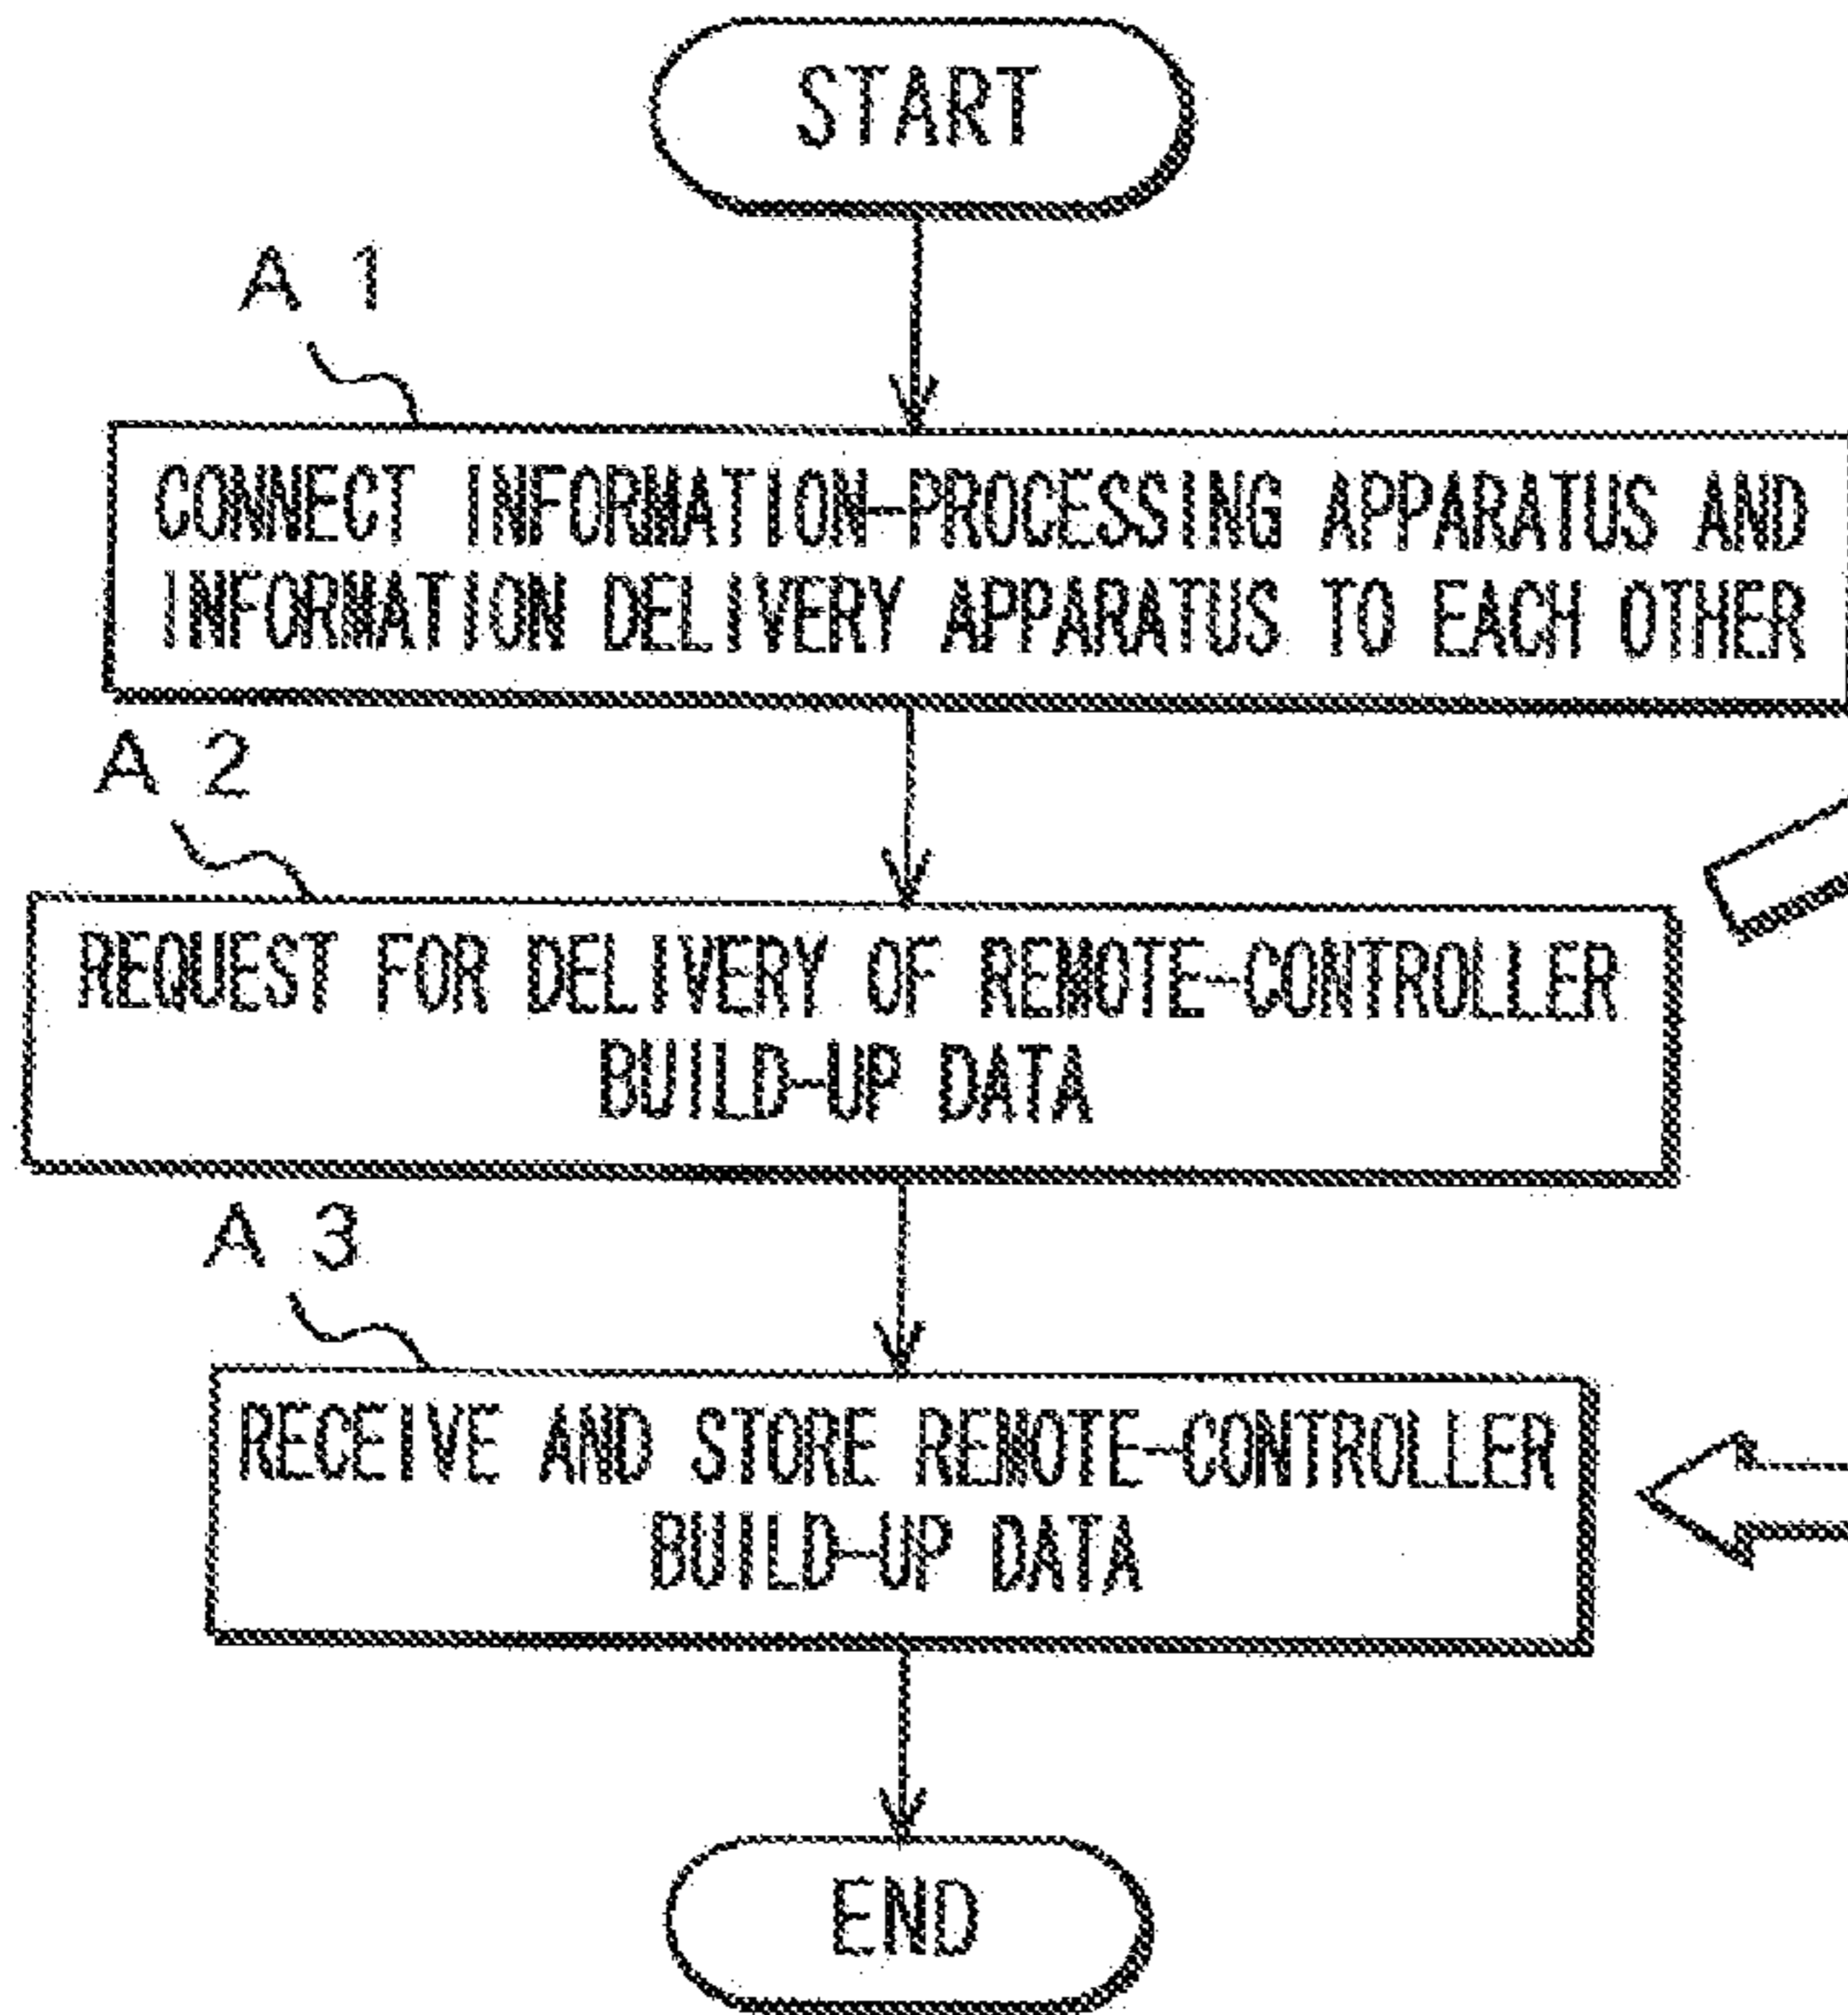 START
A 1
CONNECT INFORMATION-PROCESSING APPARATUS AND
INFORMATION DELIVERY APPARATUS TO EACH OTHER
A 2
REQUEST FOR DELIVERY OF REMOTE-CONTROLLER
BUILD-UP DATA
A 3
RECEIVE AND STORE REMOTE-CONTROLLER
BUILD-UP DATA
END